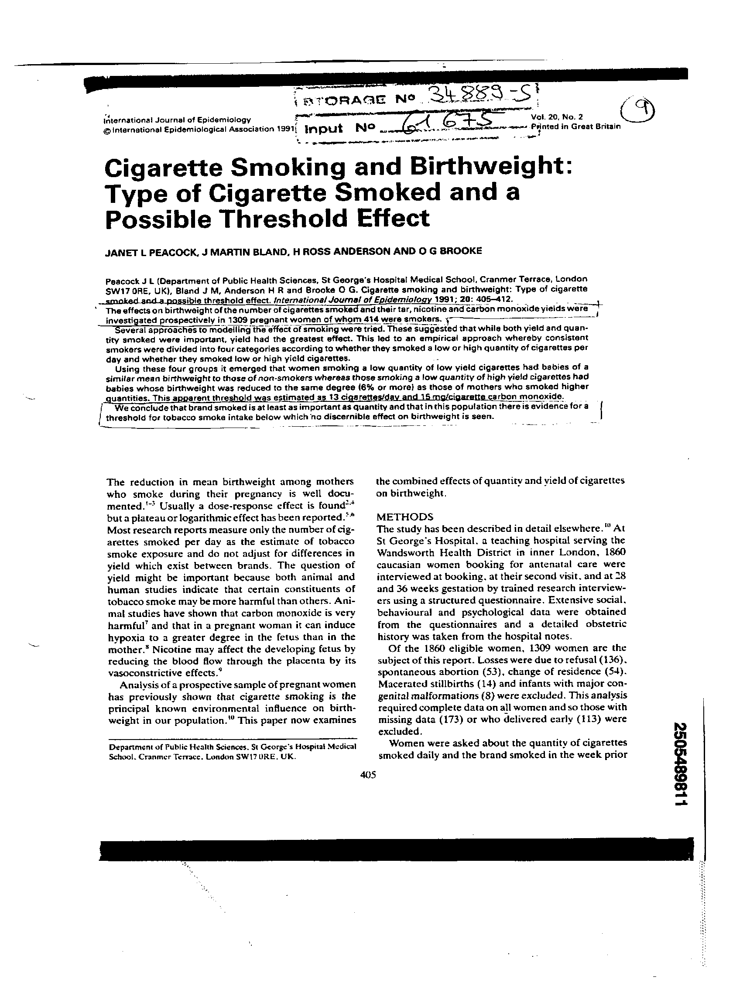 STORAGE Nº 34889-S
International Journal of Epidemiology
© International Epidemiological Association 1991
Input Nº 61675
Vol. 20, No. 2
Printed in Great Britain
9
Cigarette Smoking and Birthweight:
Type of Cigarette Smoked and a
Possible Threshold Effect
JANET L PEACOCK, J MARTIN BLAND, H ROSS ANDERSON AND O G BROOKE
Peacock J L (Department of Public Health Sciences, St George's Hospital Medical School, Cranmer Terrace, London
SW17 0RE, UK), Bland J M, Anderson H R and Brooke O G. Cigarette smoking and birthweight: Type of cigarette
smoked and a possible threshold effect. International Journal of Epidemiology 1991; 20: 405–412.
The effects on birthweight of the number of cigarettes smoked and their tar, nicotine and carbon monoxide yields were
investigated prospectively in 1309 pregnant women of whom 414 were smokers.
Several approaches to modelling the effect of smoking were tried. These suggested that while both yield and quan-
tity smoked were important, yield had the greatest effect. This led to an empirical approach whereby consistent
smokers were divided into four categories according to whether they smoked a low or high quantity of cigarettes per
day and whether they smoked low or high yield cigarettes.
Using these four groups it emerged that women smoking a low quantity of low yield cigarettes had babies of a
similar mean birthweight to those of non-smokers whereas those smoking a low quantity of high yield cigarettes had
babies whose birthweight was reduced to the same degree (6% or more) as those of mothers who smoked higher
quantities. This apparent threshold was estimated as 13 cigarettes/day and 15 mg/cigarette carbon monoxide.
We conclude that brand smoked is at least as important as quantity and that in this population there is evidence for a
threshold for tobacco smoke intake below which no discernible effect on birthweight is seen.
The reduction in mean birthweight among mothers
who smoke during their pregnancy is well docu-
mented.1-3 Usually a dose-response effect is found2,4
but a plateau or logarithmic effect has been reported.5,6
Most research reports measure only the number of cig-
arettes smoked per day as the estimate of tobacco
smoke exposure and do not adjust for differences in
yield which exist between brands. The question of
yield might be important because both animal and
human studies indicate that certain constituents of
tobacco smoke may be more harmful than others. Ani-
mal studies have shown that carbon monoxide is very
harmful7 and that in a pregnant woman it can induce
hypoxia to a greater degree in the fetus than in the
mother.8 Nicotine may affect the developing fetus by
reducing the blood flow through the placenta by its
vasoconstrictive effects.9
Analysis of a prospective sample of pregnant women
has previously shown that cigarette smoking is the
principal known environmental influence on birth-
weight in our population.10 This paper now examines
Department of Public Health Sciences, St George's Hospital Medical
School, Cranmer Terrace, London SW17 0RE, UK.
the combined effects of quantity and yield of cigarettes
on birthweight.
METHODS
The study has been described in detail elsewhere.10 At
St George's Hospital, a teaching hospital serving the
Wandsworth Health District in inner London, 1860
caucasian women booking for antenatal care were
interviewed at booking, at their second visit, and at 28
and 36 weeks gestation by trained research interview-
ers using a structured questionnaire. Extensive social,
behavioural and psychological data were obtained
from the questionnaires and a detailed obstetric
history was taken from the hospital notes.
Of the 1860 eligible women, 1309 women are the
subject of this report. Losses were due to refusal (136),
spontaneous abortion (53), change of residence (54).
Macerated stillbirths (14) and infants with major con-
genital malformations (8) were excluded. This analysis
required complete data on all women and so those with
missing data (173) or who delivered early (113) were
excluded.
Women were asked about the quantity of cigarettes
smoked daily and the brand smoked in the week prior
405
2505489811